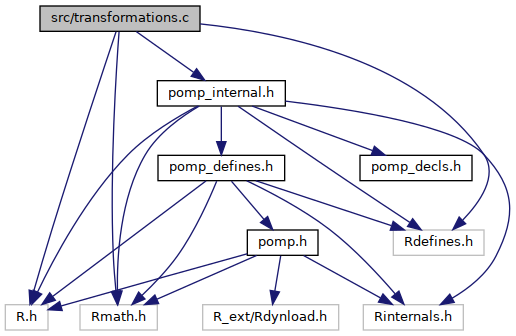 src/transformations.c
pomp_internal.h
pomp_defines.h
pomp_decls.h
pomp.h
Rdefines.h
R.h
Rmath.h
R_ext/Rdynload.h
Rinternals.h